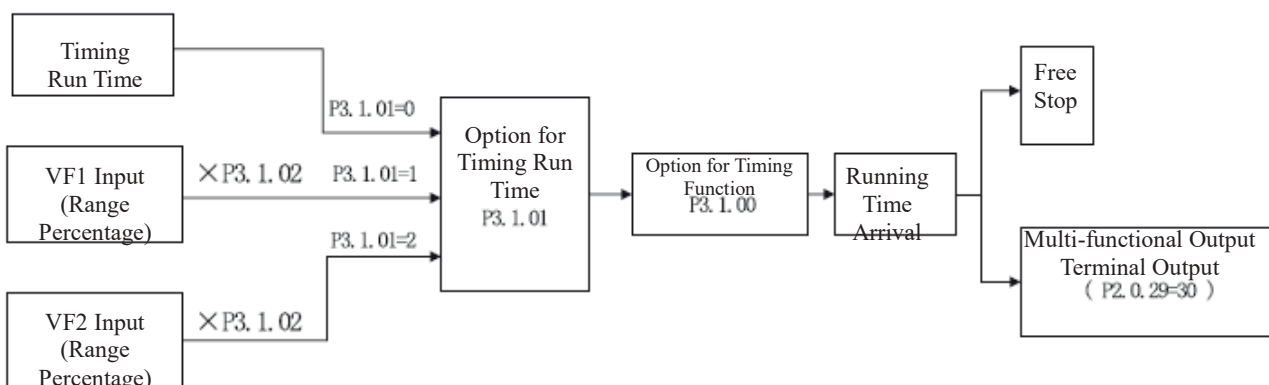 Timing
Run Time
P3.1.01=0
VF1 Input
(Range
Percentage)
×P3.1.02
P3.1.01=1
P3.1.01=2
VF2 Input
(Range
Percentage)
×P3.1.02
Option for
Timing Run
Time
P3.1.01
Option for Timing
Function
P3.1.00
Running
Time
Arrival
Free
Stop
Multi-functional Output
Terminal Output
( P2.0.29=30 )